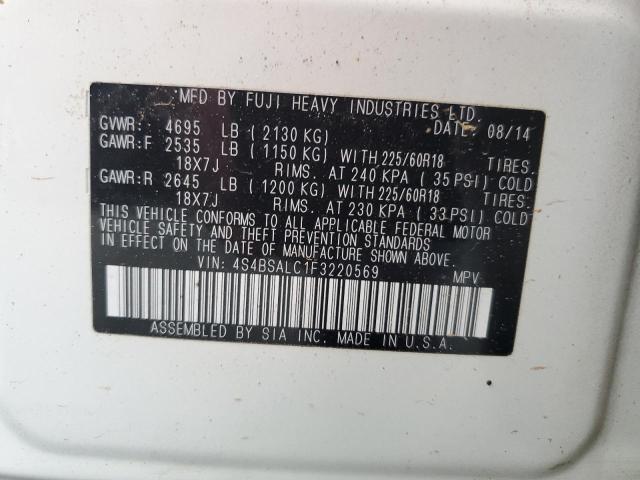 MFD BY FUJI HEAVY INDUSTRIES LTD.
DATE: 08/14
GVWR: 4695 LB (2130 KG)
GAWR:F 2535 LB (1150 KG) WITH 225/60R18 TIRES.
18X7J RIMS. AT 240 KPA (35 PSI) COLD
GAWR:R 2645 LB (1200 KG) WITH 225/60R18 TIRES.
18X7J RIMS. AT 230 KPA (33 PSI) COLD
THIS VEHICLE CONFORMS TO ALL APPLICABLE FEDERAL MOTOR
VEHICLE SAFETY AND THEFT PREVENTION STANDARDS
IN EFFECT ON THE DATE OF MANUFACTURE SHOWN ABOVE.
VIN: 4S4BSALC1F3220569 MPV
ASSEMBLED BY SIA INC. MADE IN U.S.A.